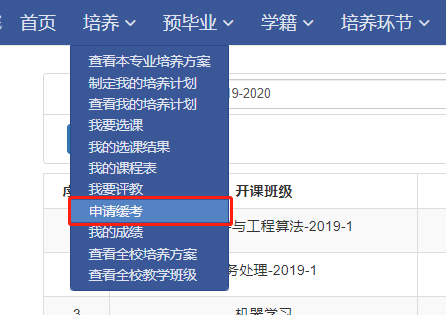 首页 培养 预毕业 学籍 培养环节
查看本专业培养方案
制定我的培养计划
19-2020
查看我的培养计划
我要选课
我的选课结果
我的课程表
我要评教
开课班级
申请缓考
我的成绩
与工程算法-2019-1
查看全校培养方案
查看全校教学班级
务处理-2019-1
3 机器学习